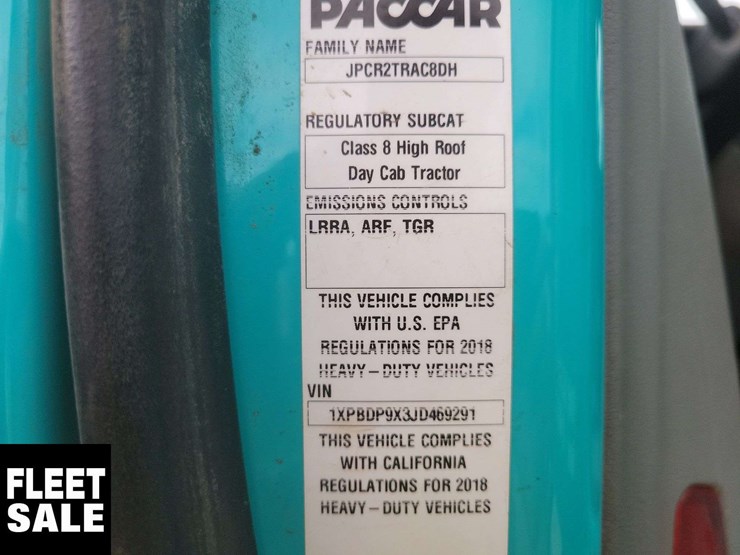 PACCAR
FAMILY NAME
JPCR2TRAC8DH
REGULATORY SUBCAT
Class 8 High Roof
Day Cab Tractor
EMISSIONS CONTROLS
LRRA, ARF, TGR
THIS VEHICLE COMPLIES
WITH U.S. EPA
REGULATIONS FOR 2018
HEAVY-DUTY VEHICLES
VIN
1XPBDP9X3JD469291
THIS VEHICLE COMPLIES
WITH CALIFORNIA
REGULATIONS FOR 2018
HEAVY-DUTY VEHICLES
FLEET
SALE